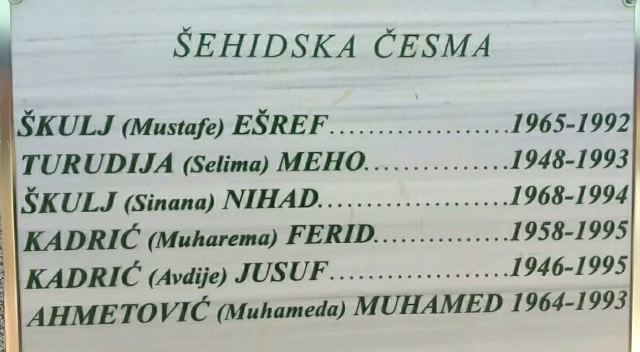 ŠEHIDSKA ČESMA
ŠKULJ (Mustafe) EŠREF...................1965-1992
TURUDIJA (Selima) MEHO...............1948-1993
ŠKULJ (Sinana) NIHAD....................1968-1994
KADRIĆ (Muharema) FERID..............1958-1995
KADRIĆ (Avdije) JUSUF...................1946-1995
AHMETOVIĆ (Muhameda) MUHAMED 1964-1993